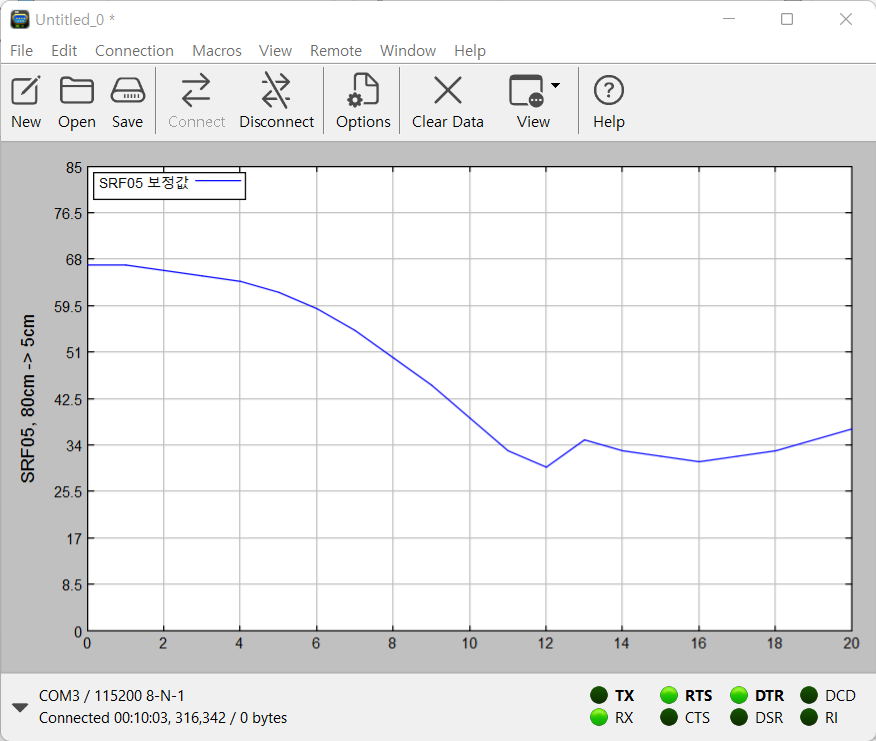 Untitled_0 *
File Edit Connection Macros View Remote Window Help
New Open Save Connect Disconnect Options Clear Data View Help
SRF05 보정값
SRF05, 80cm -> 5cm
85
76.5
68
59.5
51
42.5
34
25.5
17
8.5
0
0 2 4 6 8 10 12 14 16 18 20
COM3 / 115200 8-N-1
Connected 00:10:03, 316,342 / 0 bytes
TX RTS DTR DCD
RX CTS DSR RI